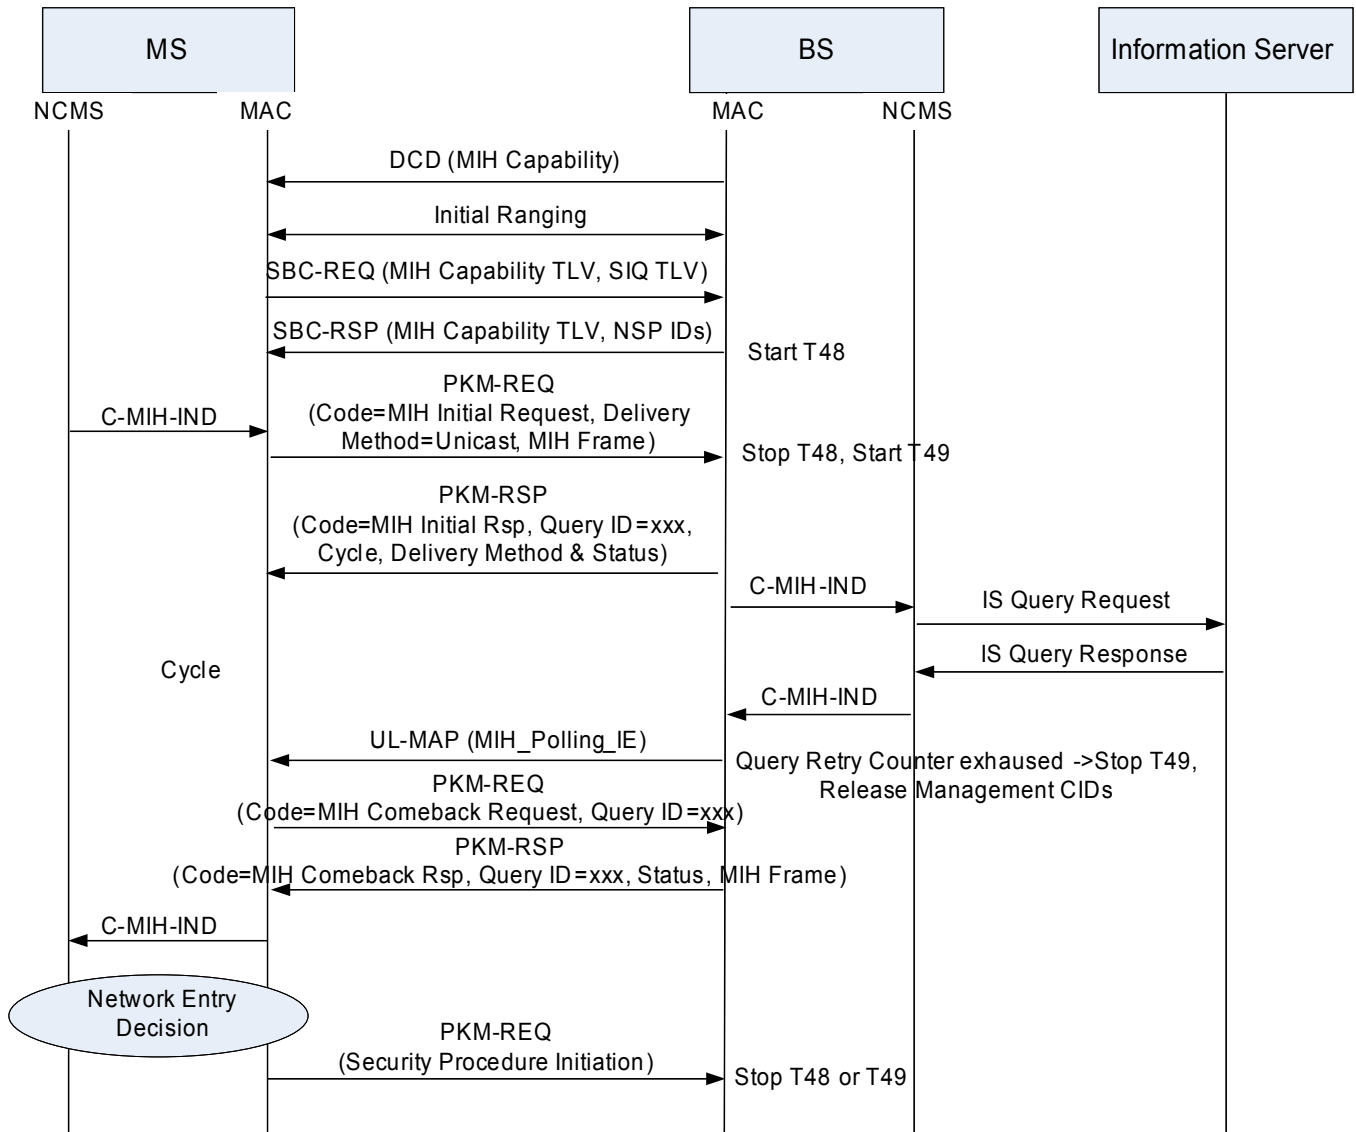 MS
BS
Information Server
NCMS
MAC
MAC
NCMS
DCD (MIH Capability)
Initial Ranging
SBC-REQ (MIH Capability TLV, SIQ TLV)
SBC-RSP (MIH Capability TLV, NSP IDs)
Start T48
PKM-REQ
(Code=MIH Initial Request, Delivery
Method=Unicast, MIH Frame)
C-MIH-IND
Stop T48, Start T49
PKM-RSP
(Code=MIH Initial Rsp, Query ID=xxx,
Cycle, Delivery Method & Status)
C-MIH-IND
IS Query Request
IS Query Response
Cycle
C-MIH-IND
UL-MAP (MIH_Polling_IE)
Query Retry Counter exhaused ->Stop T49,
Release Management CIDs
PKM-REQ
(Code=MIH Comeback Request, Query ID=xxx)
PKM-RSP
(Code=MIH Comeback Rsp, Query ID=xxx, Status, MIH Frame)
C-MIH-IND
Network Entry
Decision
PKM-REQ
(Security Procedure Initiation)
Stop T48 or T49